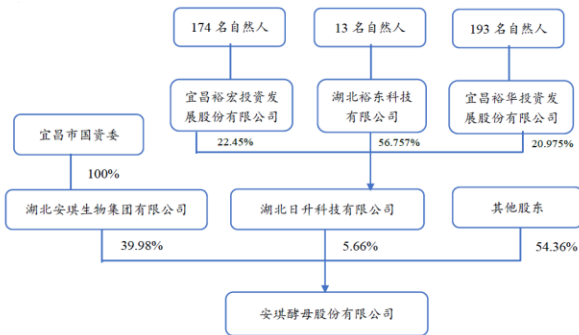 174 名自然人
13 名自然人
193 名自然人
宜昌裕宏投资发
展股份有限公司
湖北裕东科技
有限公司
宜昌裕华投资发
展股份有限公司
宜昌市国资委
22.45%
56.757%
20.975%
100%
湖北安琪生物集团有限公司
湖北日升科技有限公司
其他股东
39.98%
5.66%
54.36%
安琪酵母股份有限公司